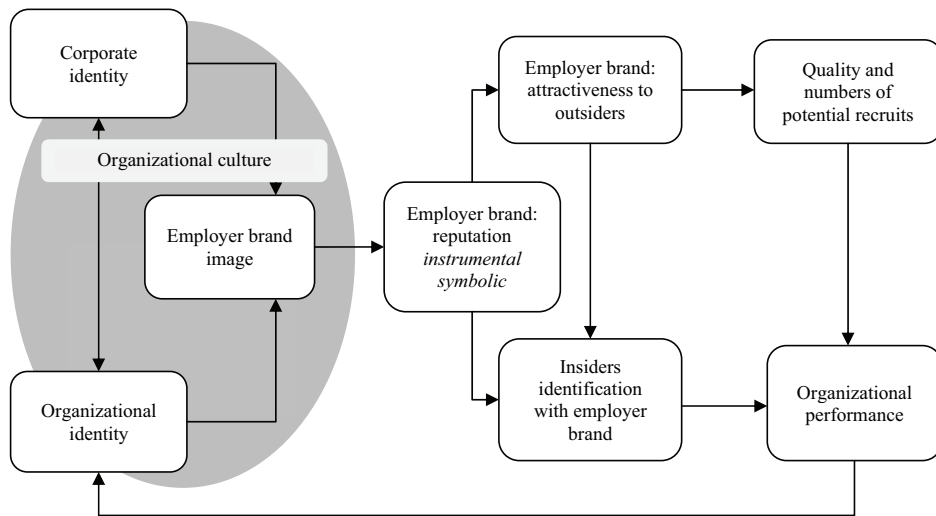 Corporate
identity
Organizational culture
Employer brand
image
Organizational
identity
Employer brand:
reputation
instrumental
symbolic
Employer brand:
attractiveness to
outsiders
Insiders
identification
with employer
brand
Quality and
numbers of
potential recruits
Organizational
performance